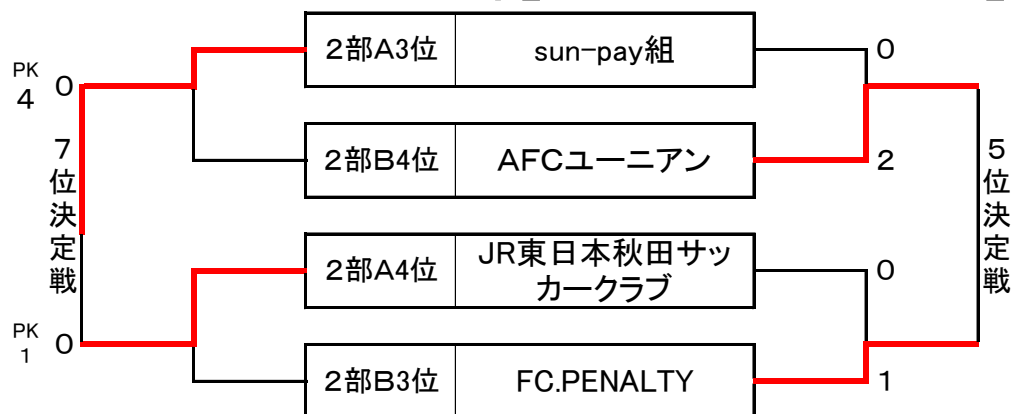 2部A3位 sun-pay組 0
PK
4 0
2部B4位 AFCユーニアン 2
7位決定戦
5位決定戦
2部A4位 JR東日本秋田サッ
カークラブ 0
PK
1 0
2部B3位 FC.PENALTY 1